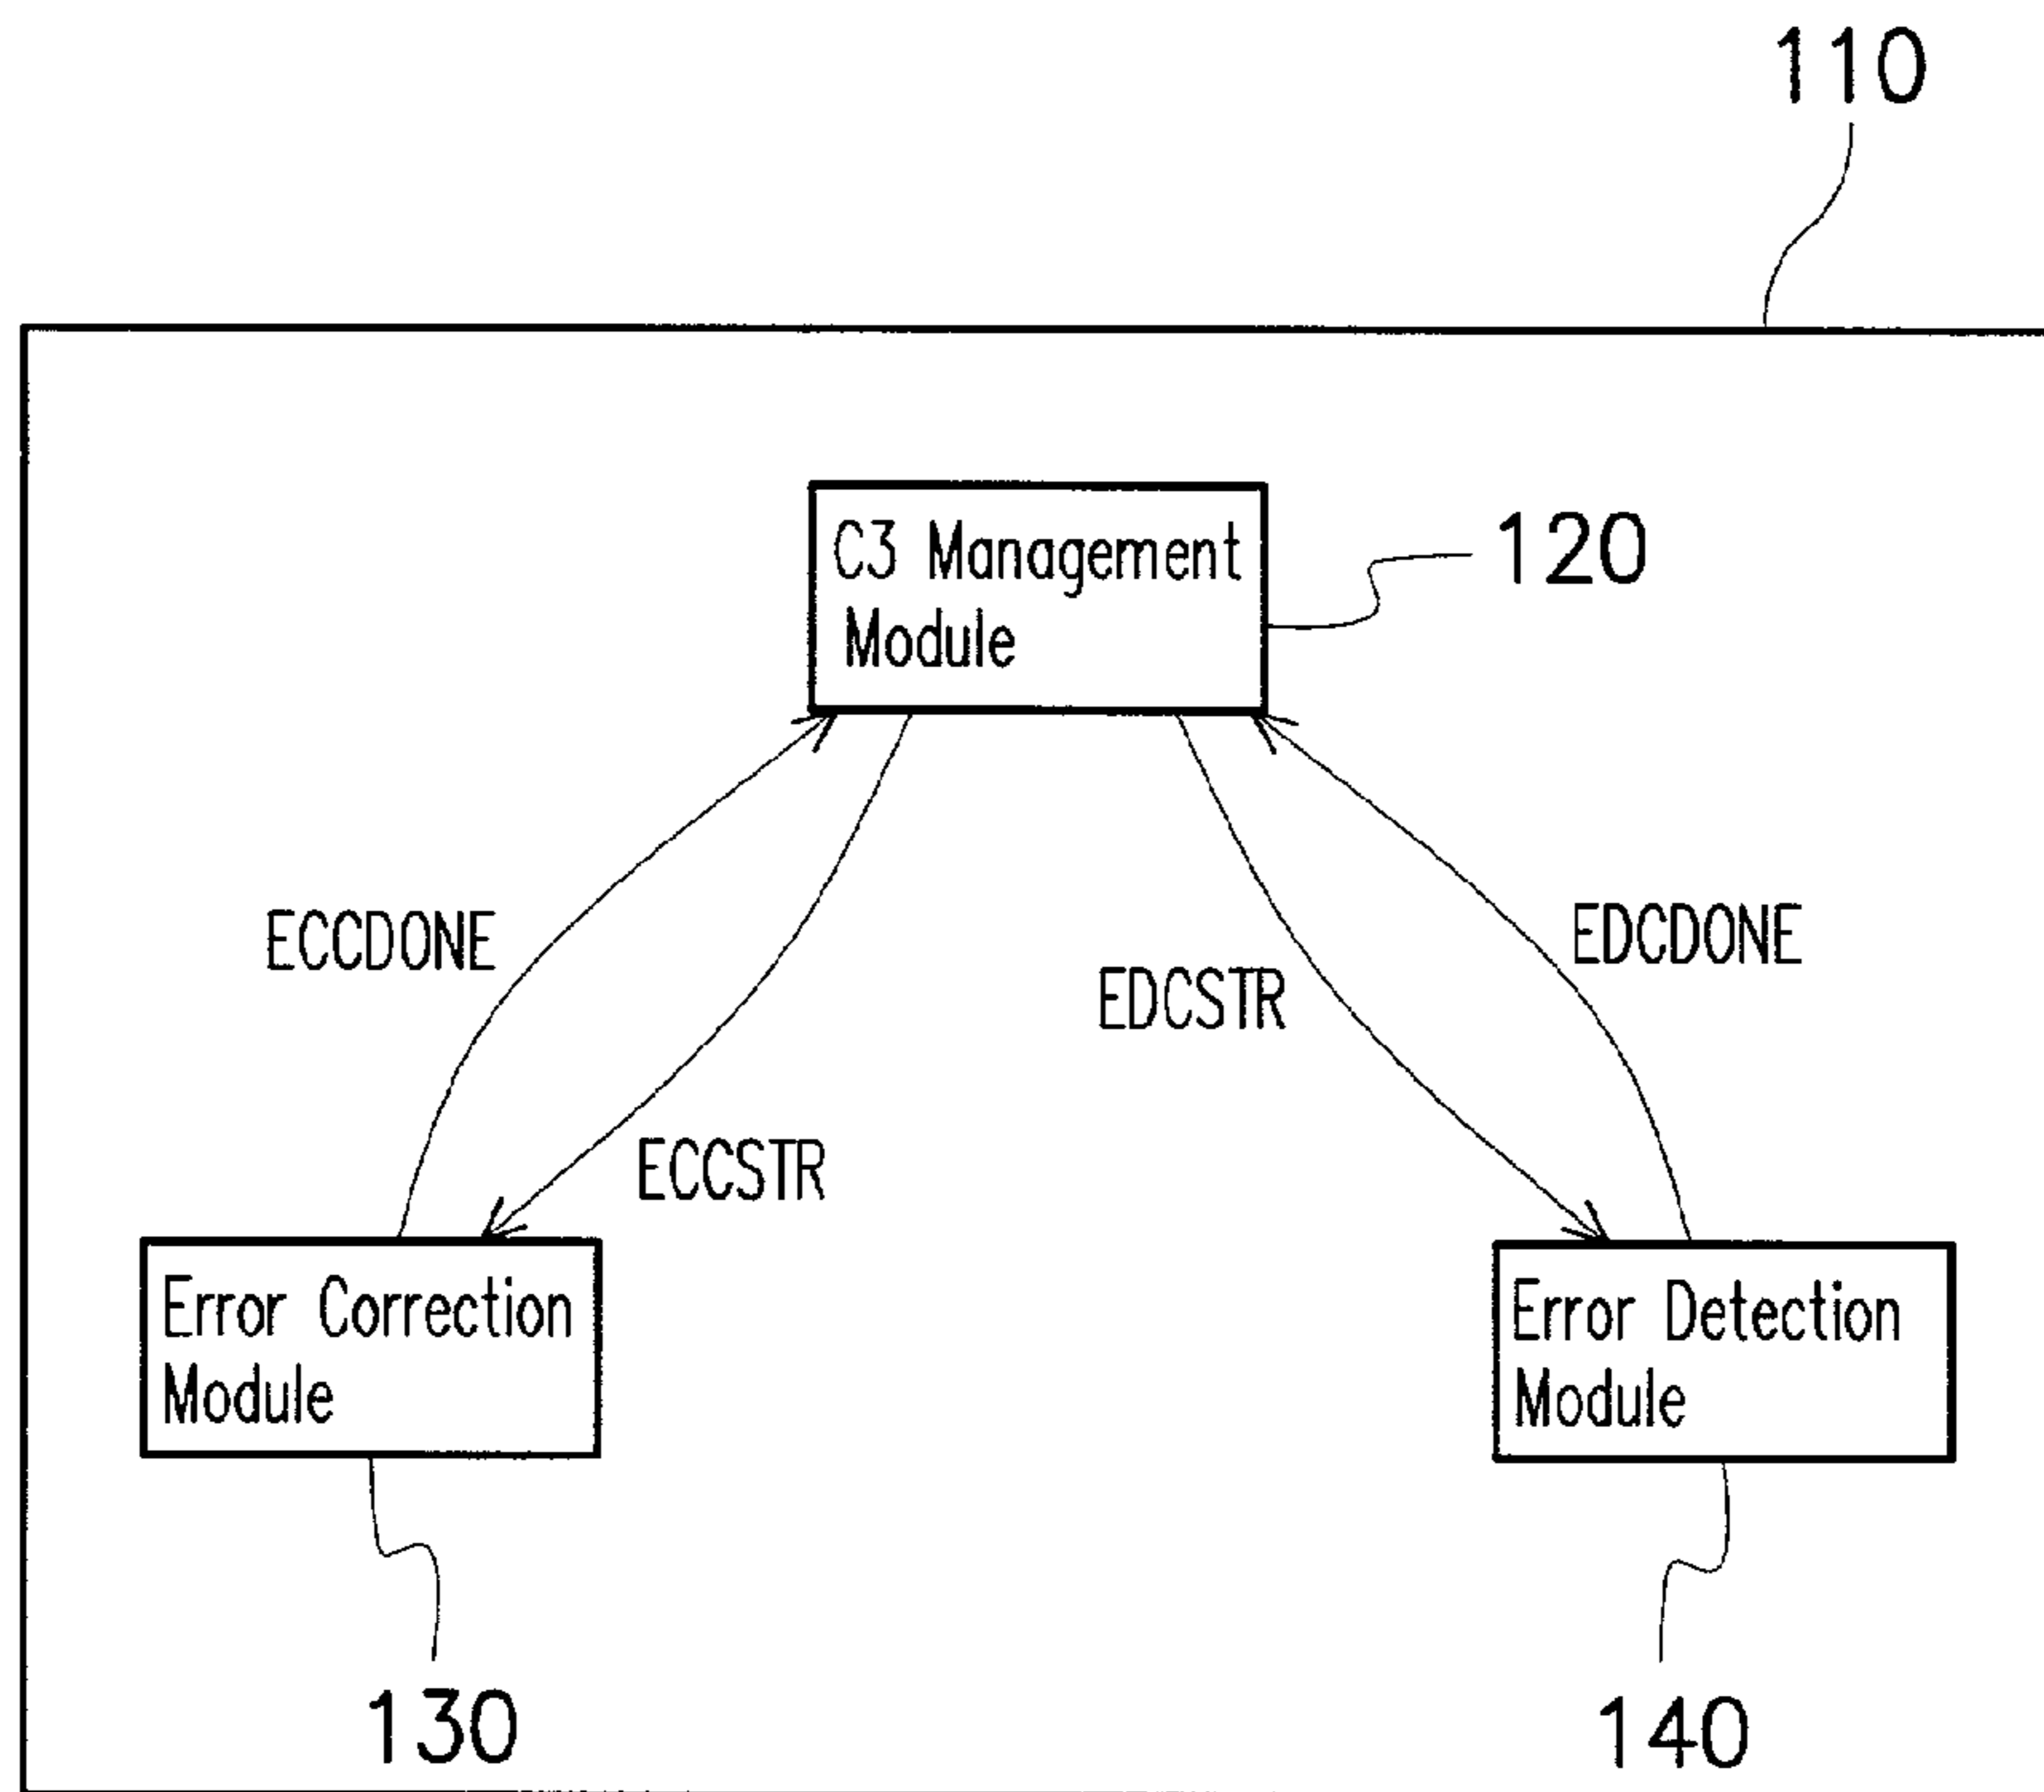 110
C3 Management
Module
120
ECCDONE
EDCDONE
EDCSTR
ECCSTR
Error Correction
Module
Error Detection
Module
130
140